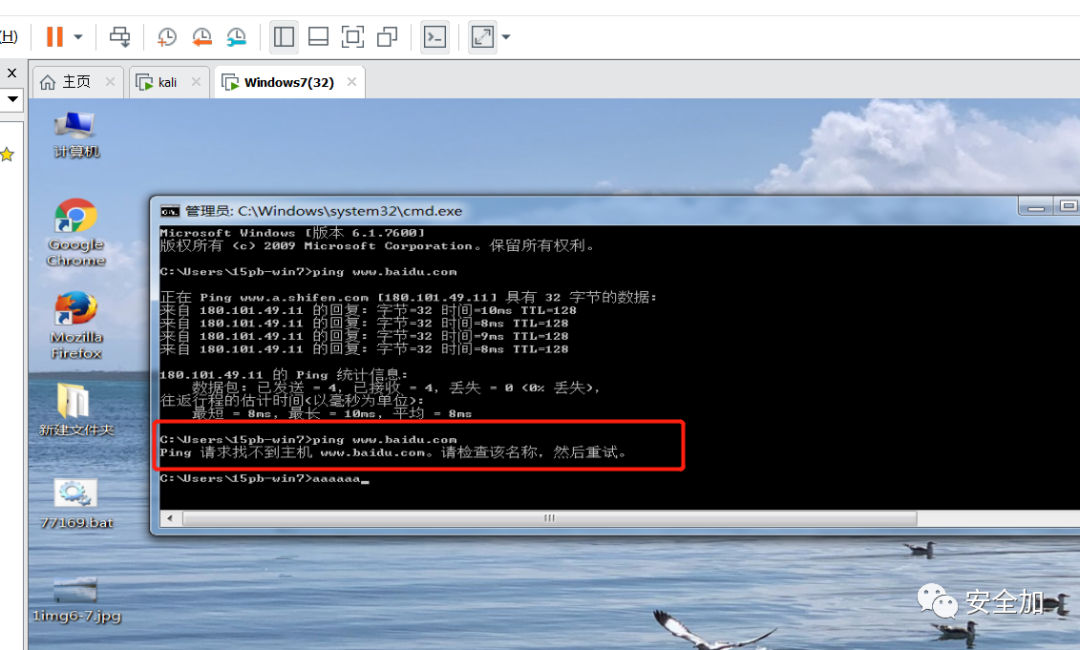 (H)
主页
kali
Windows7(32)
计算机
Google
Chrome
Mozilla
Firefox
新建文件夹
77169.bat
1img6-7.jpg
管理员: C:\Windows\system32\cmd.exe
Microsoft Windows [版本 6.1.7600]
版权所有 (c) 2009 Microsoft Corporation。保留所有权利。
C:\Users\15pb-win7>ping www.baidu.com
正在 Ping www.a.shifen.com [180.101.49.11] 具有 32 字节的数据:
来自 180.101.49.11 的回复: 字节=32 时间=10ms TTL=128
来自 180.101.49.11 的回复: 字节=32 时间=8ms TTL=128
来自 180.101.49.11 的回复: 字节=32 时间=9ms TTL=128
来自 180.101.49.11 的回复: 字节=32 时间=8ms TTL=128
180.101.49.11 的 Ping 统计信息:
数据包: 已发送 = 4，已接收 = 4，丢失 = 0 (0% 丢失)，
往返行程的估计时间(以毫秒为单位):
最短 = 8ms，最长 = 10ms，平均 = 8ms
C:\Users\15pb-win7>ping www.baidu.com
Ping 请求找不到主机 www.baidu.com。请检查该名称，然后重试。
C:\Users\15pb-win7>aaaaaa_
安全加